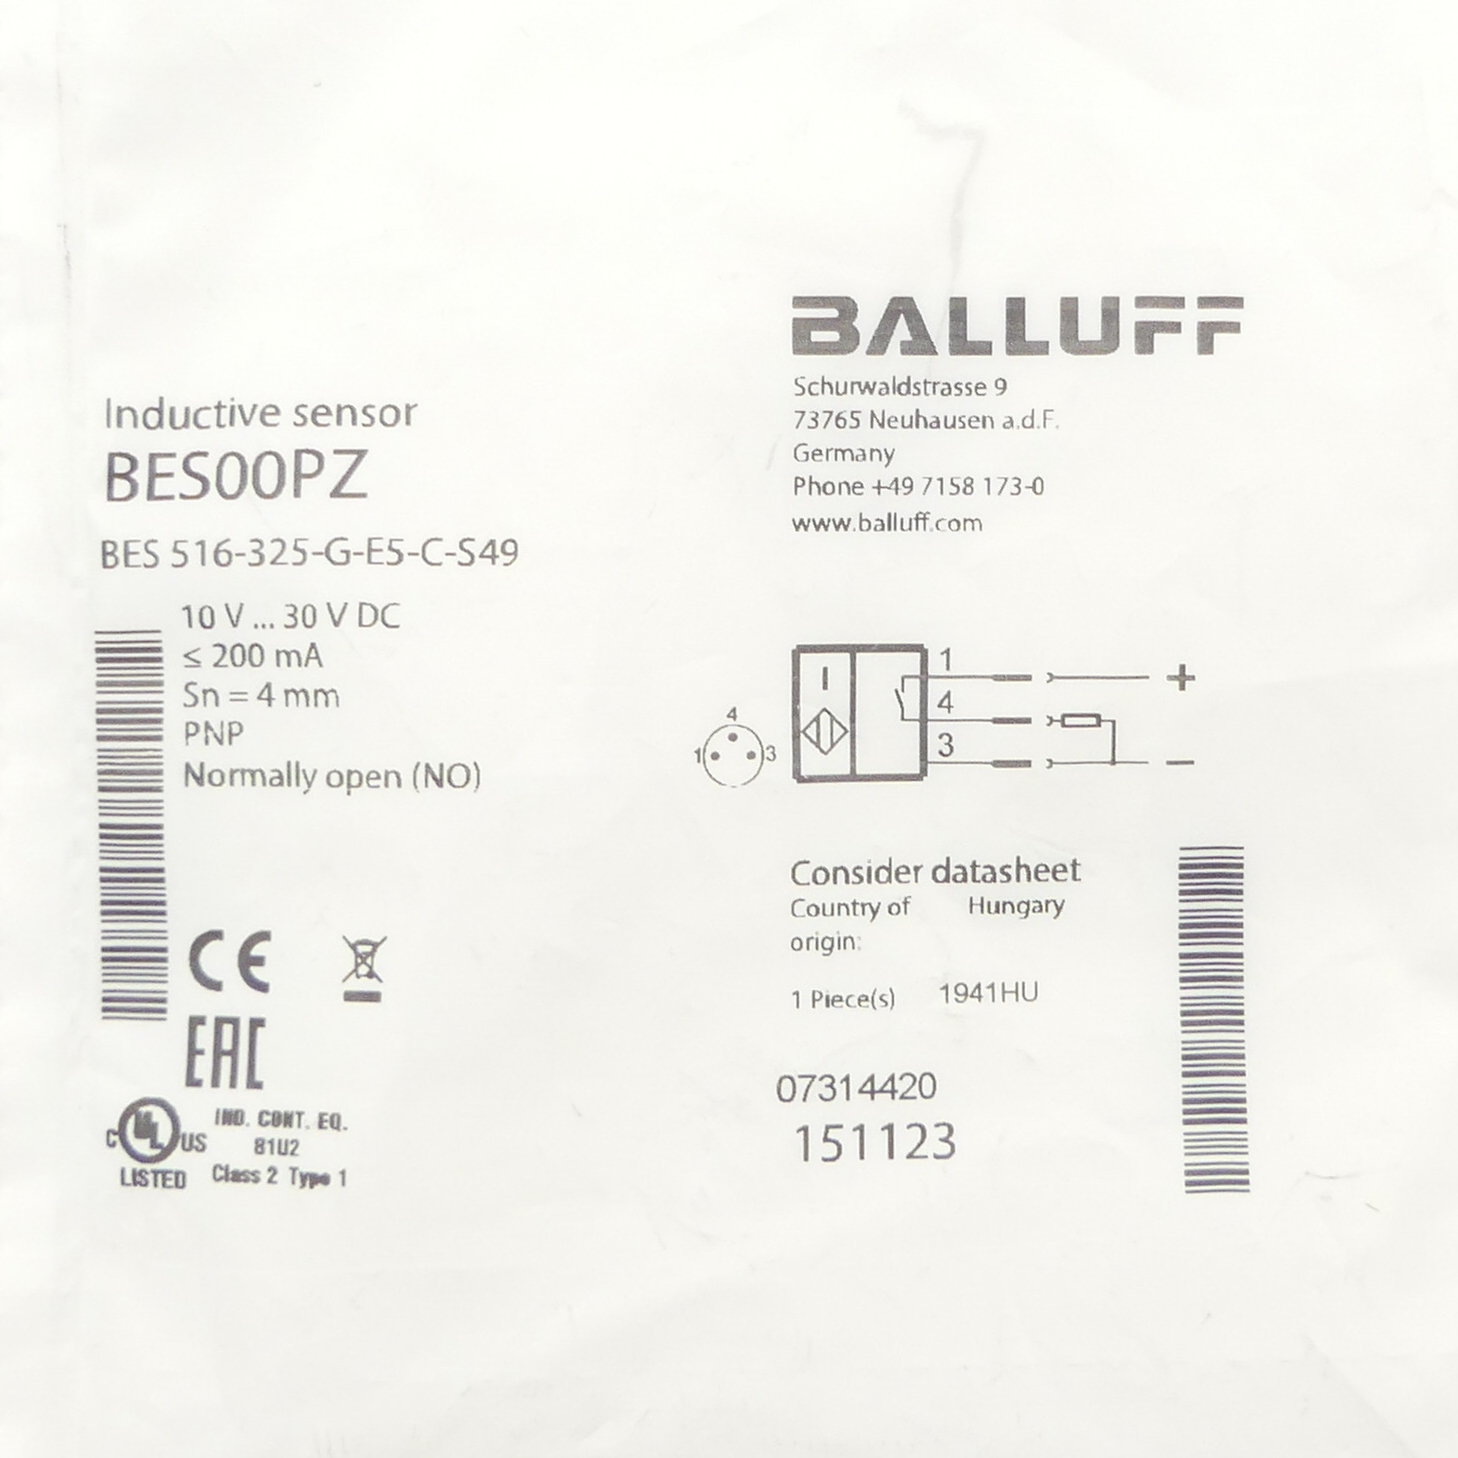 Inductive sensor
BES00PZ
BES 516-325-G-E5-C-S49
10 V ... 30 V DC
≤ 200 mA
Sn = 4 mm
PNP
Normally open (NO)
CE
EAC
C UL US
LISTED
IND. CONT. EQ.
81U2
Class 2 Type 1
BALLUFF
Schurwaldstrasse 9
73765 Neuhausen a.d.F.
Germany
Phone +49 7158 173-0
www.balluff.com
4
1 3
1 +
4
3 −
Consider datasheet
Country of Hungary
origin:
1 Piece(s) 1941HU
07314420
151123